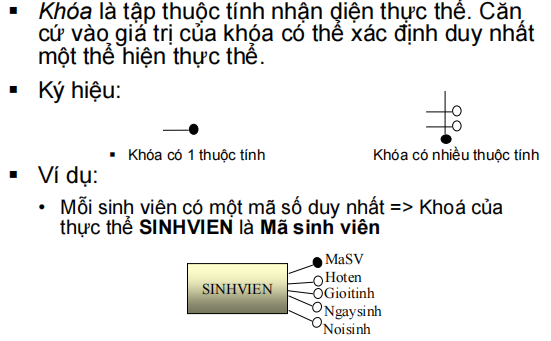 ▪ Khóa là tập thuộc tính nhận diện thực thể. Căn
cứ vào giá trị của khóa có thể xác định duy nhất
một thể hiện thực thể.
▪ Ký hiệu:
▪ Khóa có 1 thuộc tính
Khóa có nhiều thuộc tính
▪ Ví dụ:
• Mỗi sinh viên có một mã số duy nhất => Khoá của
thực thể SINHVIEN là Mã sinh viên
SINHVIEN
MaSV
Hoten
Gioitinh
Ngaysinh
Noisinh